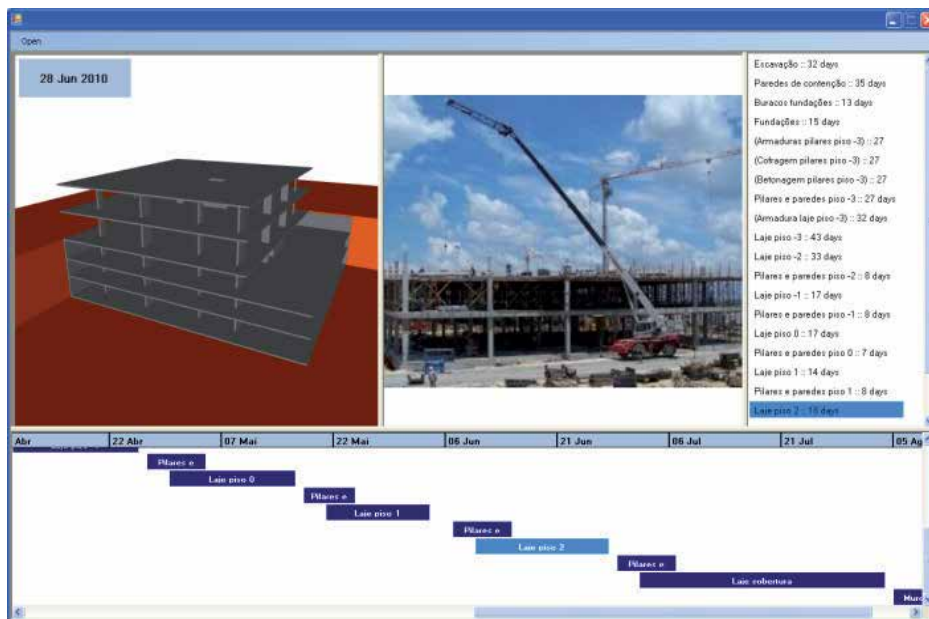 Open
28 Jun 2010
Escavação :: 32 days
Paredes de contenção :: 35 days
Buracos fundações :: 13 days
Fundações :: 15 days
(Armaduras pilares piso -3) :: 27
(Cofragem pilares piso -3) :: 27
(Betonagem pilares piso -3) :: 27
Pilares e paredes piso -3 :: 27 days
(Armadura laje piso -3) :: 32 days
Laje piso -3 :: 43 days
Laje piso -2 :: 33 days
Pilares e paredes piso -2 :: 8 days
Laje piso -1 :: 17 days
Pilares e paredes piso -1 :: 8 days
Laje piso 0 :: 17 days
Pilares e paredes piso 0 :: 7 days
Laje piso 1 :: 14 days
Pilares e paredes piso 1 :: 8 days
Laje piso 2 :: 18 days
Abr 22 Abr 07 Mai 22 Mai 06 Jun 21 Jun 06 Jul 21 Jul 05 Ag
Pilares e
Laje piso 0
Pilares e
Laje piso 1
Pilares e
Laje piso 2
Pilares e
Laje cobertura